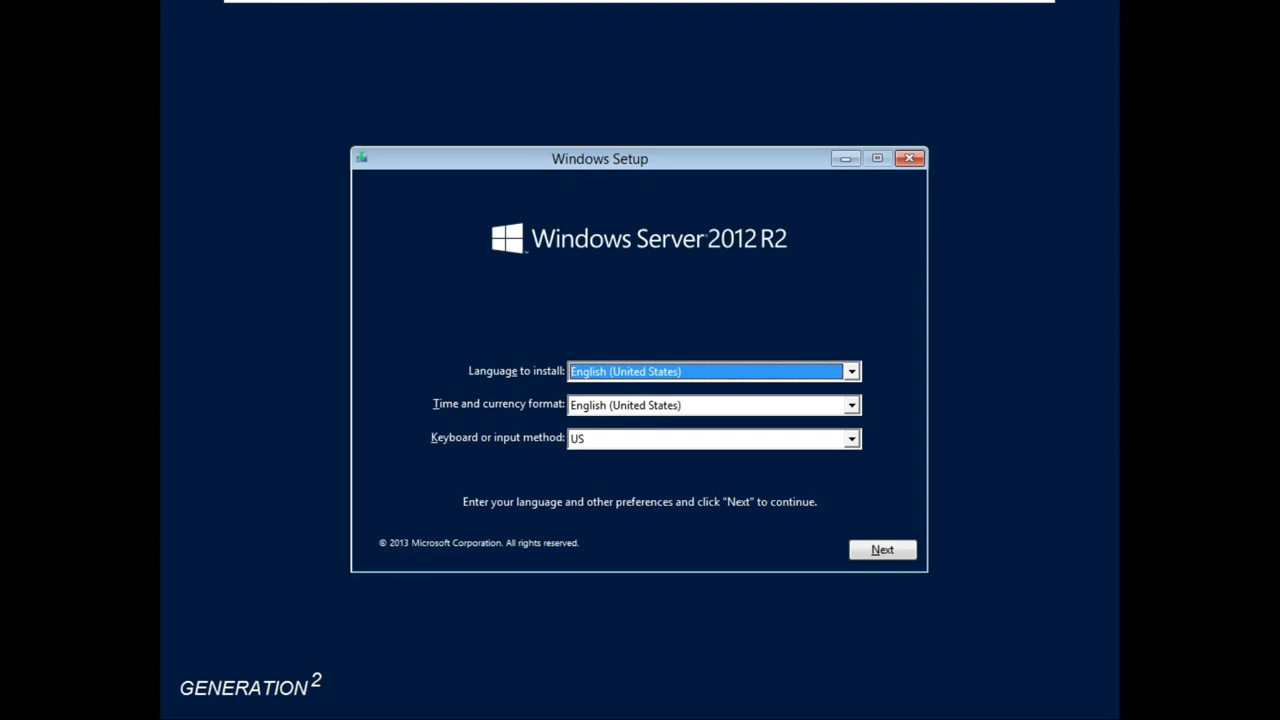 Windows Setup
Windows Server 2012 R2
Language to install: English (United States)
Time and currency format: English (United States)
Keyboard or input method: US
Enter your language and other preferences and click "Next" to continue.
© 2013 Microsoft Corporation. All rights reserved.
Next
GENERATION²